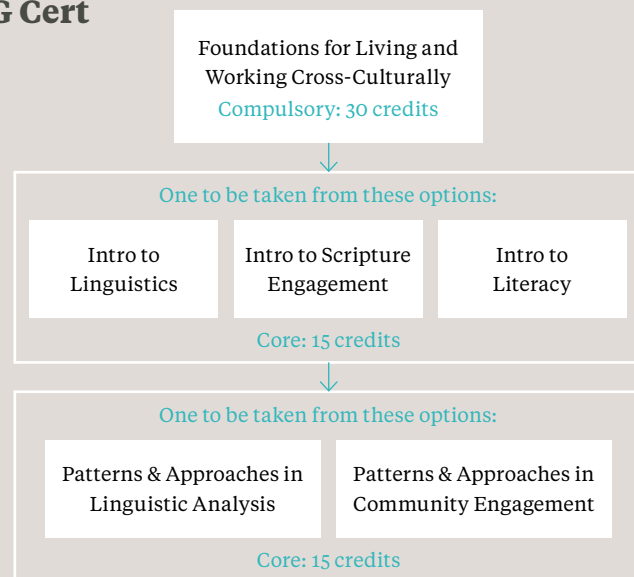 G Cert
Foundations for Living and
Working Cross-Culturally
Compulsory: 30 credits
One to be taken from these options:
Intro to
Linguistics
Intro to Scripture
Engagement
Intro to
Literacy
Core: 15 credits
One to be taken from these options:
Patterns & Approaches in
Linguistic Analysis
Patterns & Approaches in
Community Engagement
Core: 15 credits